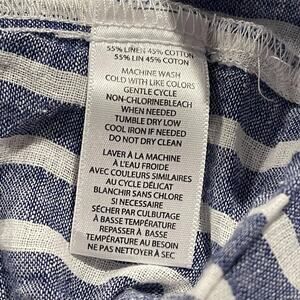 55% LINEN 45% COTTON
55% LIN 45% COTON
MACHINE WASH
COLD WITH LIKE COLORS
GENTLE CYCLE
NON-CHLORINEBLEACH
WHEN NEEDED
TUMBLE DRY LOW
COOL IRON IF NEEDED
DO NOT DRY CLEAN
LAVER À LA MACHINE
À L'EAU FROIDE
AVEC COULEURS SIMILAIRES
AU CYCLE DÉLICAT
BLANCHIR SANS CHLORE
SI NECESSAIRE
SÉCHER PAR CULBUTAGE
À BASSE TEMPÉRATURE
REPASSER À BASSE
TEMPÉRATURE AU BESOIN
NE PAS NETTOYER À SEC